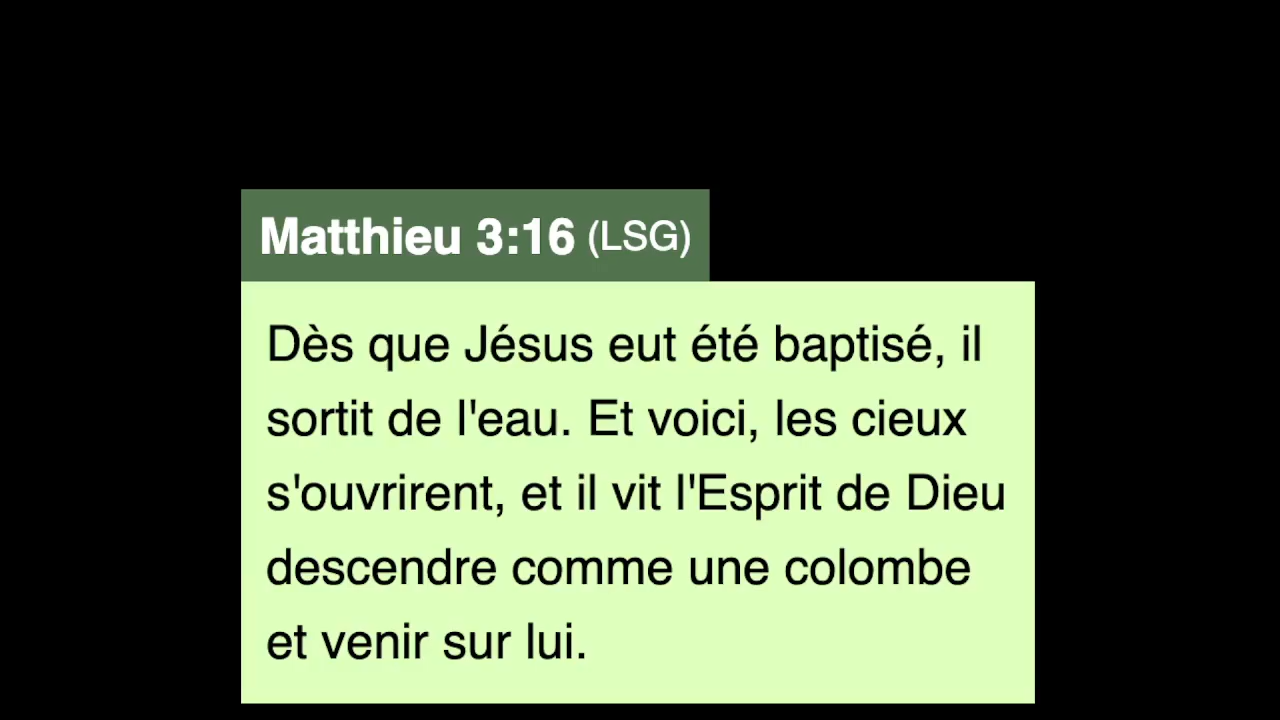 Matthieu 3:16 (LSG)
Dès que Jésus eut été baptisé, il
sortit de l'eau. Et voici, les cieux
s'ouvrirent, et il vit l'Esprit de Dieu
descendre comme une colombe
et venir sur lui.